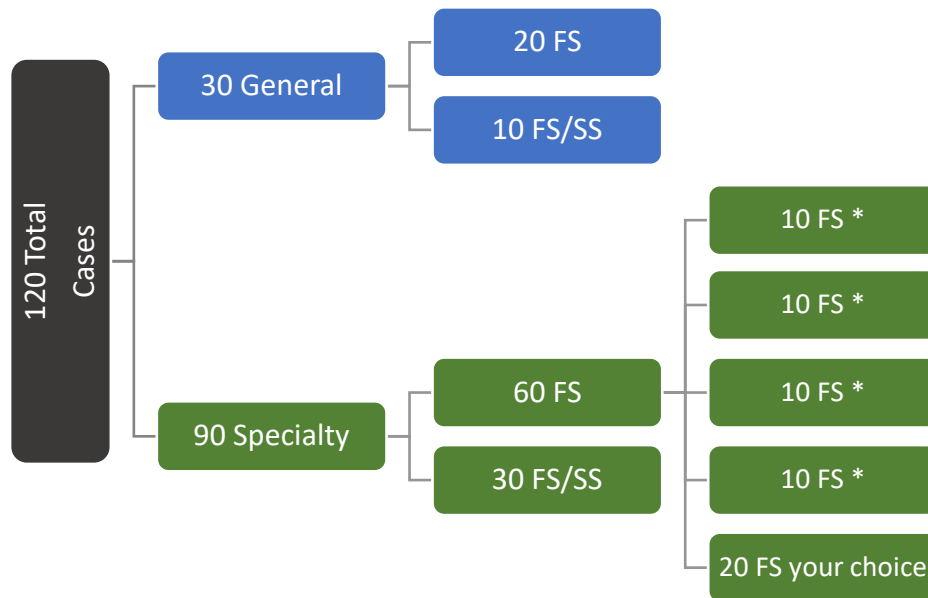 120 Total
Cases
30 General
20 FS
10 FS/SS
90 Specialty
60 FS
30 FS/SS
10 FS *
10 FS *
10 FS *
10 FS *
20 FS your choice